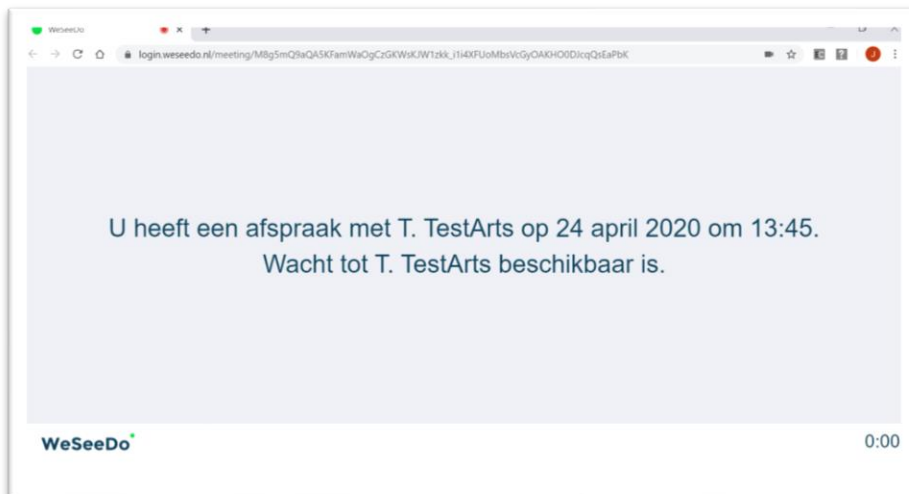 WeSeeDo
login.weseedo.nl/meeting/
U heeft een afspraak met T. TestArts op 24 april 2020 om 13:45.
Wacht tot T. TestArts beschikbaar is.
WeSeeDo
0:00